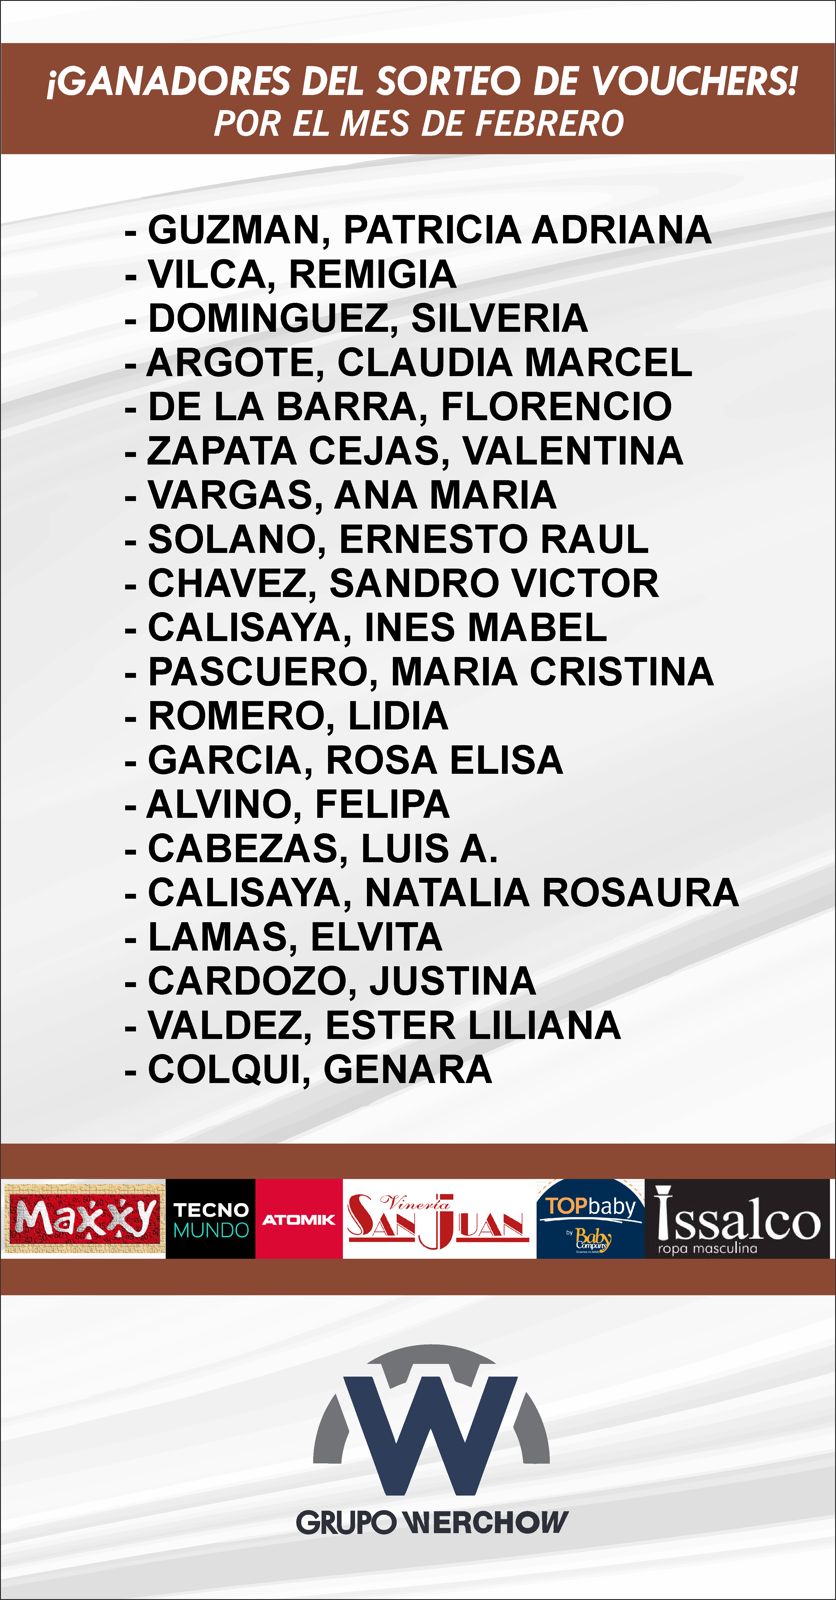 ¡GANADORES DEL SORTEO DE VOUCHERS!
POR EL MES DE FEBRERO
- GUZMAN, PATRICIA ADRIANA
- VILCA, REMIGIA
- DOMINGUEZ, SILVERIA
- ARGOTE, CLAUDIA MARCEL
- DE LA BARRA, FLORENCIO
- ZAPATA CEJAS, VALENTINA
- VARGAS, ANA MARIA
- SOLANO, ERNESTO RAUL
- CHAVEZ, SANDRO VICTOR
- CALISAYA, INES MABEL
- PASCUERO, MARIA CRISTINA
- ROMERO, LIDIA
- GARCIA, ROSA ELISA
- ALVINO, FELIPA
- CABEZAS, LUIS A.
- CALISAYA, NATALIA ROSAURA
- LAMAS, ELVITA
- CARDOZO, JUSTINA
- VALDEZ, ESTER LILIANA
- COLQUI, GENARA
Maxxy
TECNO
MUNDO
ATOMIK
Vinería
SAN JUAN
TOPbaby
by Baby
Company
Issalco
ropa masculina
W
GRUPO WERCHOW